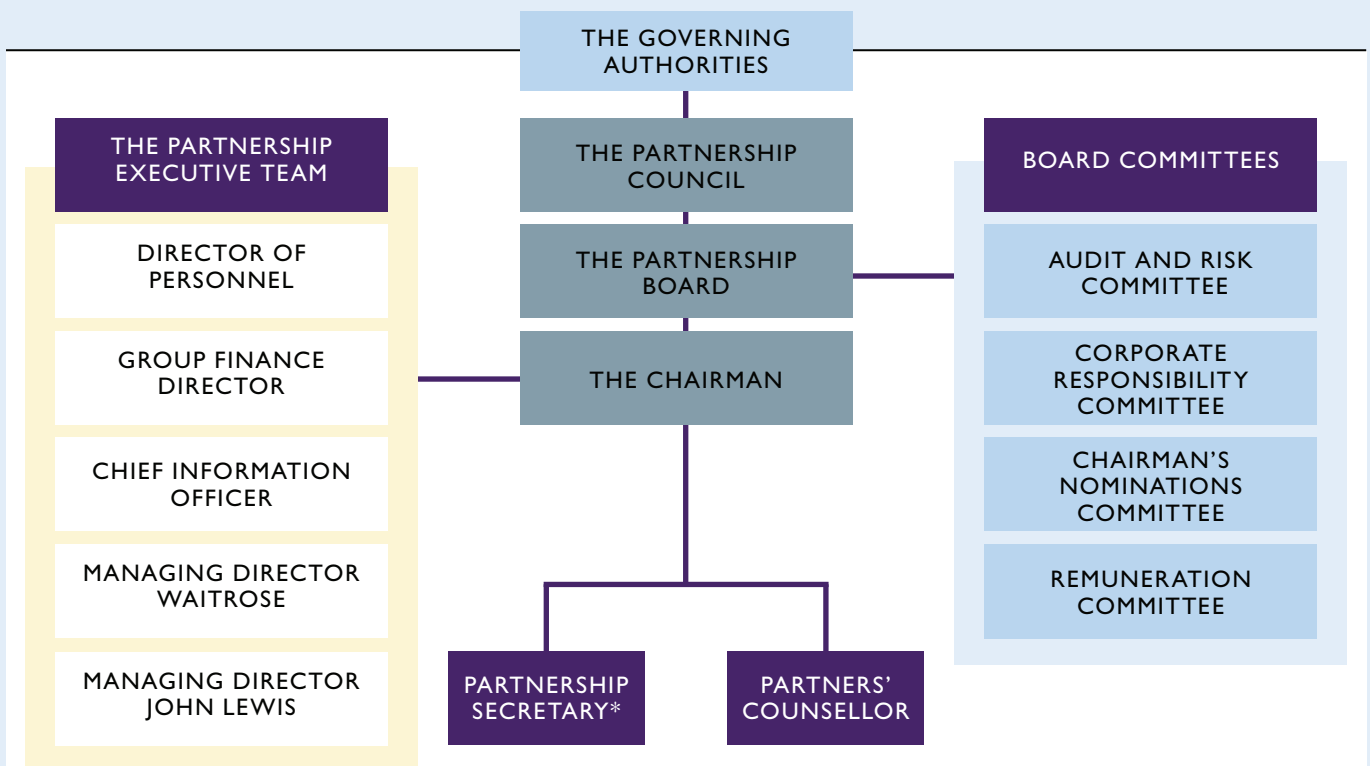 THE GOVERNING
AUTHORITIES
THE PARTNERSHIP
EXECUTIVE TEAM
DIRECTOR OF
PERSONNEL
GROUP FINANCE
DIRECTOR
CHIEF INFORMATION
OFFICER
MANAGING DIRECTOR
WAITROSE
MANAGING DIRECTOR
JOHN LEWIS
THE PARTNERSHIP
COUNCIL
THE PARTNERSHIP
BOARD
THE CHAIRMAN
PARTNERSHIP
SECRETARY*
PARTNERS’
COUNSELLOR
BOARD COMMITTEES
AUDIT AND RISK
COMMITTEE
CORPORATE
RESPONSIBILITY
COMMITTEE
CHAIRMAN’S
NOMINATIONS
COMMITTEE
REMUNERATION
COMMITTEE